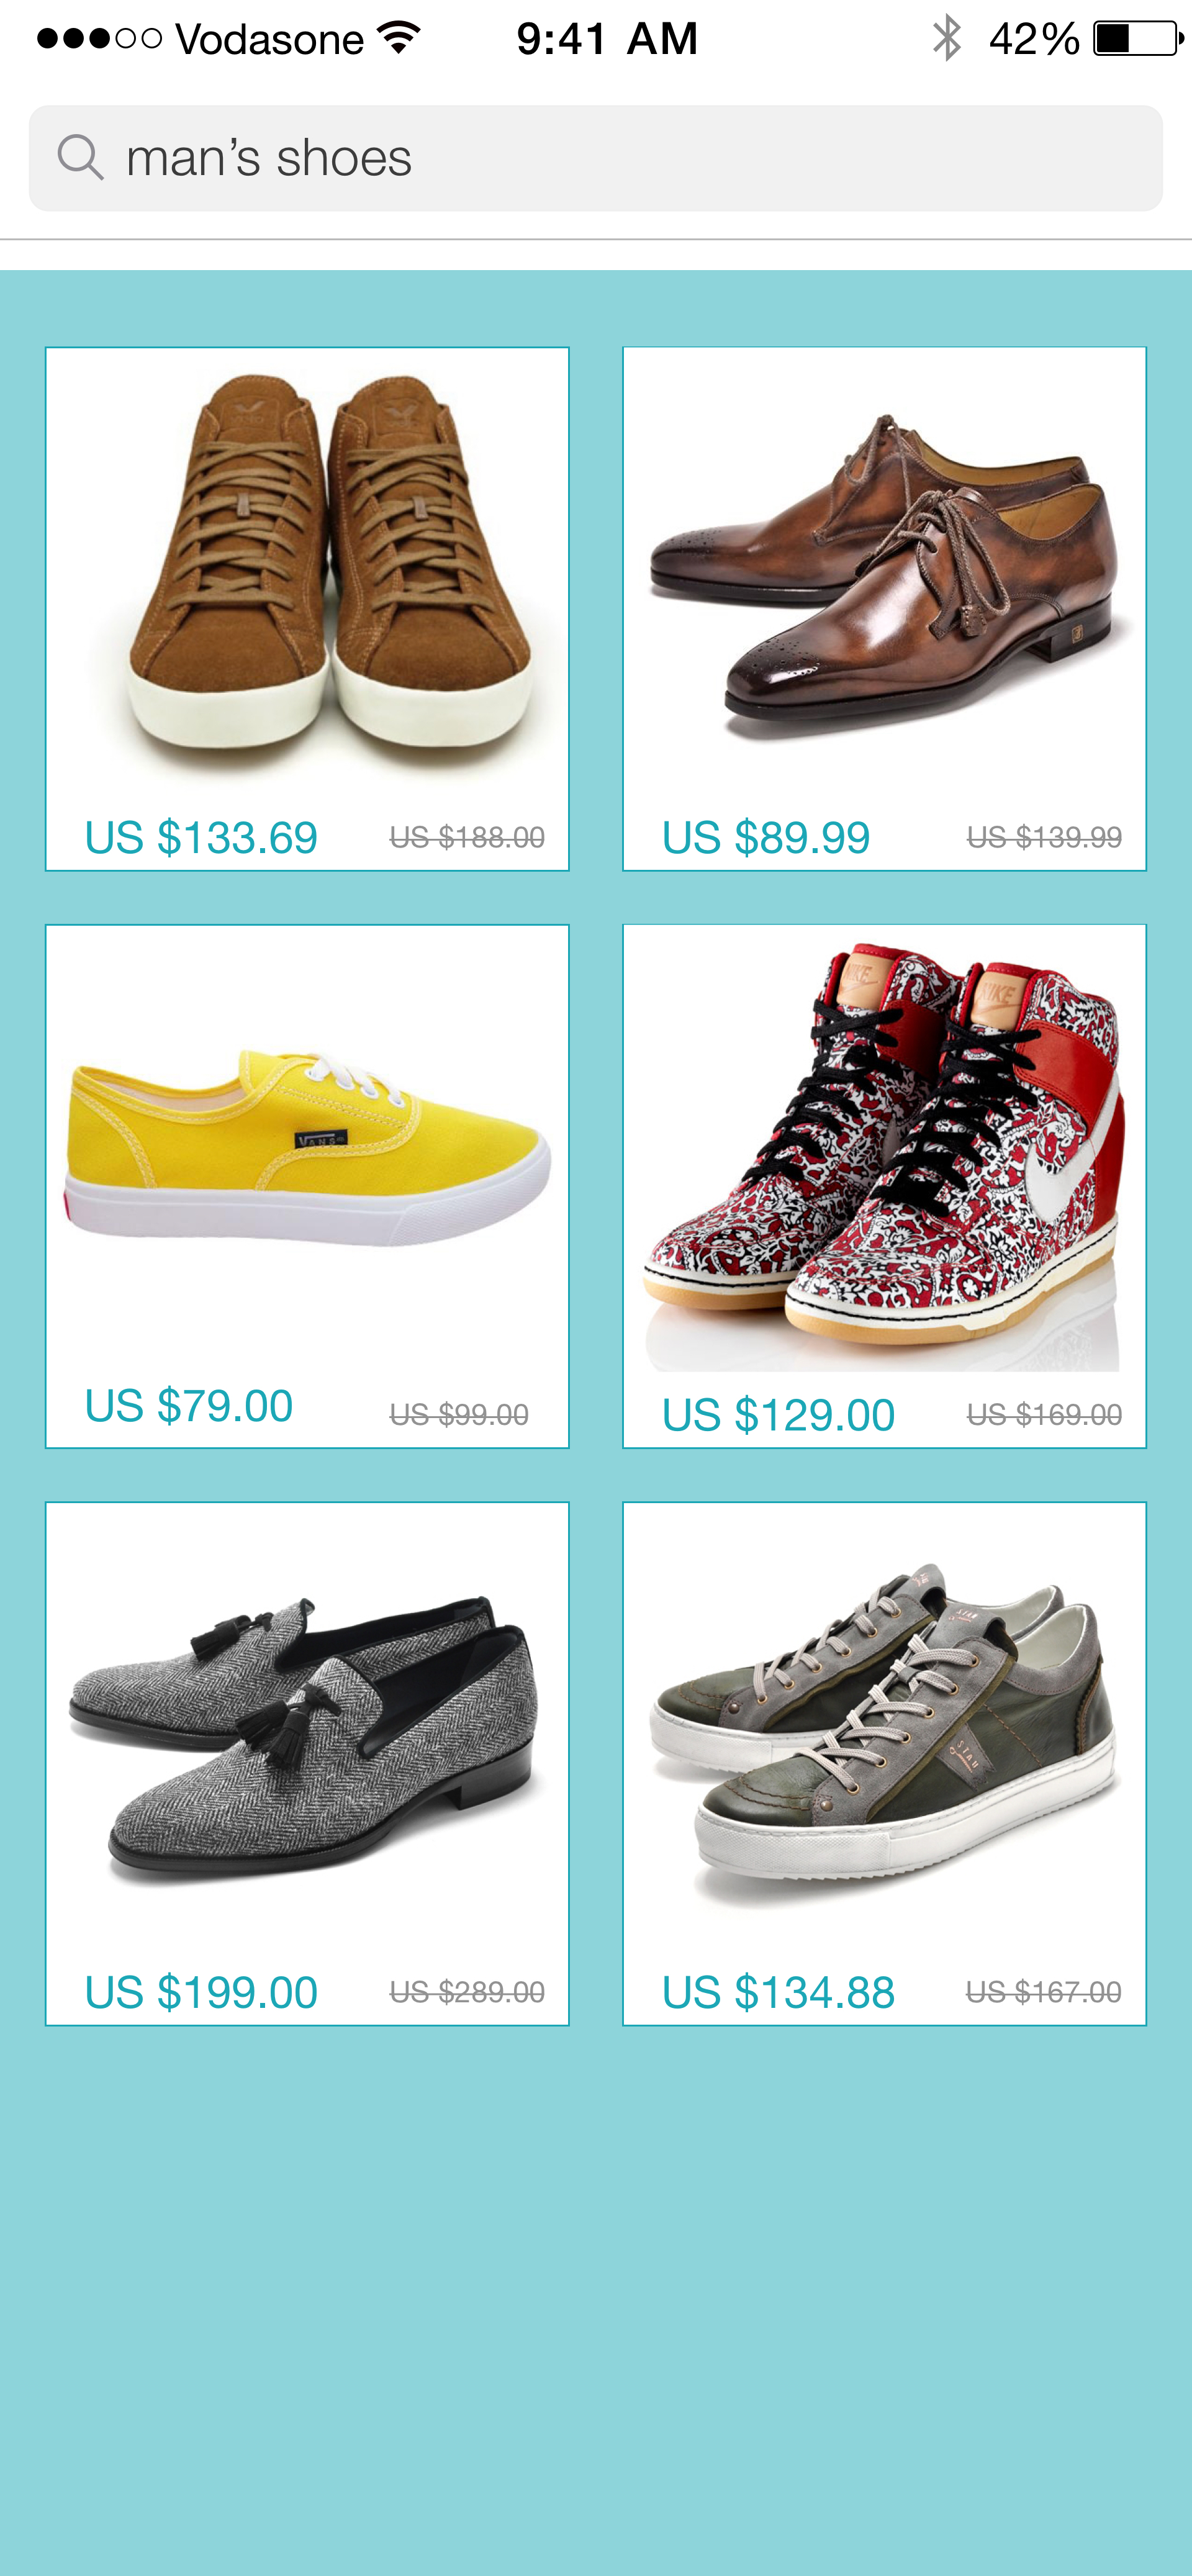 Vodasone 9:41 AM 42%
man’s shoes
US $133.69 US $188.00
US $89.99 US $139.99
VANS
NIKE NIKE
US $79.00 US $99.00
US $129.00 US $169.00
US $199.00 US $289.00
US $134.88 US $167.00